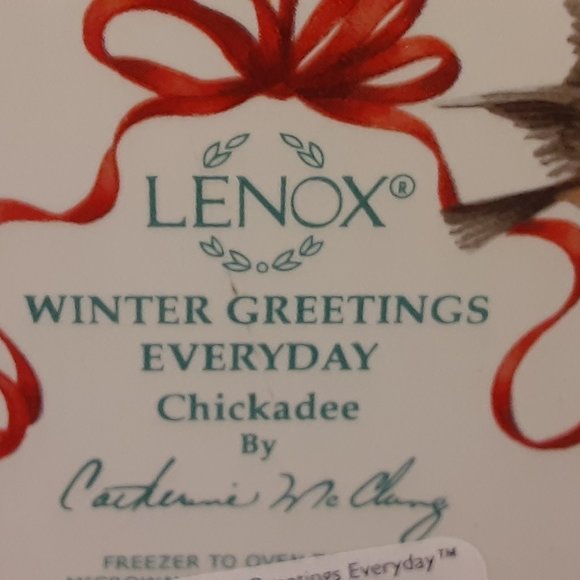 LENOX®
WINTER GREETINGS
EVERYDAY
Chickadee
By
Catherine McClung
FREEZER TO OVEN
Greetings Everyday™